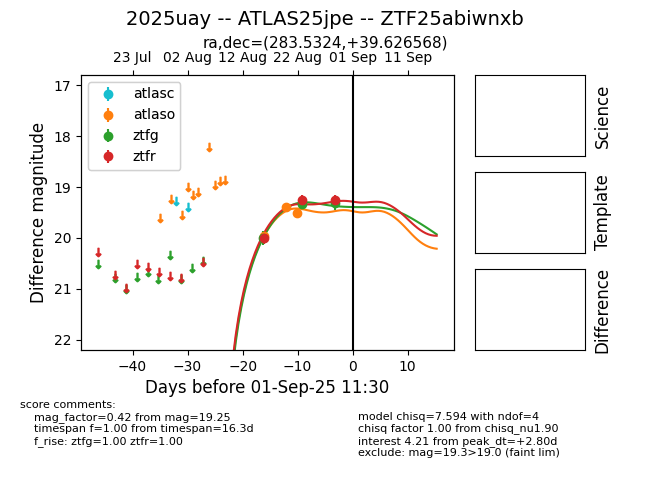 2025uay -- ATLAS25jpe -- ZTF25abiwnxb
ra,dec=(283.5324,+39.626568)
23 Jul 02 Aug 12 Aug 22 Aug 01 Sep 11 Sep
atlasc
atlaso
ztfg
ztfr
17
18
19
20
21
22
Difference magnitude
−40 −30 −20 −10 0 10
Days before 01-Sep-25 11:30
Science
Template
Difference
score comments:
mag_factor=0.42 from mag=19.25
timespan f=1.00 from timespan=16.3d
f_rise: ztfg=1.00 ztfr=1.00
model chisq=7.594 with ndof=4
chisq factor 1.00 from chisq_nu1.90
interest 4.21 from peak_dt=+2.80d
exclude: mag=19.3>19.0 (faint lim)